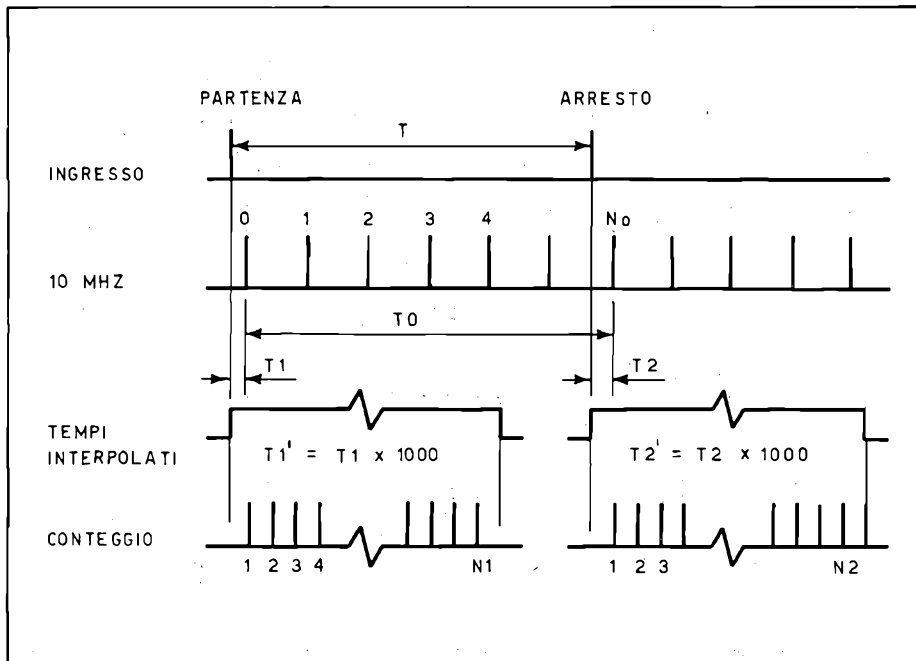 PARTENZA ARRESTO
T
INGRESSO
0 1 2 3 4 No
10 MHZ
T0
T1 T2
TEMPI
INTERPOLATI
T1' = T1 x 1000 T2' = T2 x 1000
CONTEGGIO
1 2 3 4 N1 1 2 3 N2